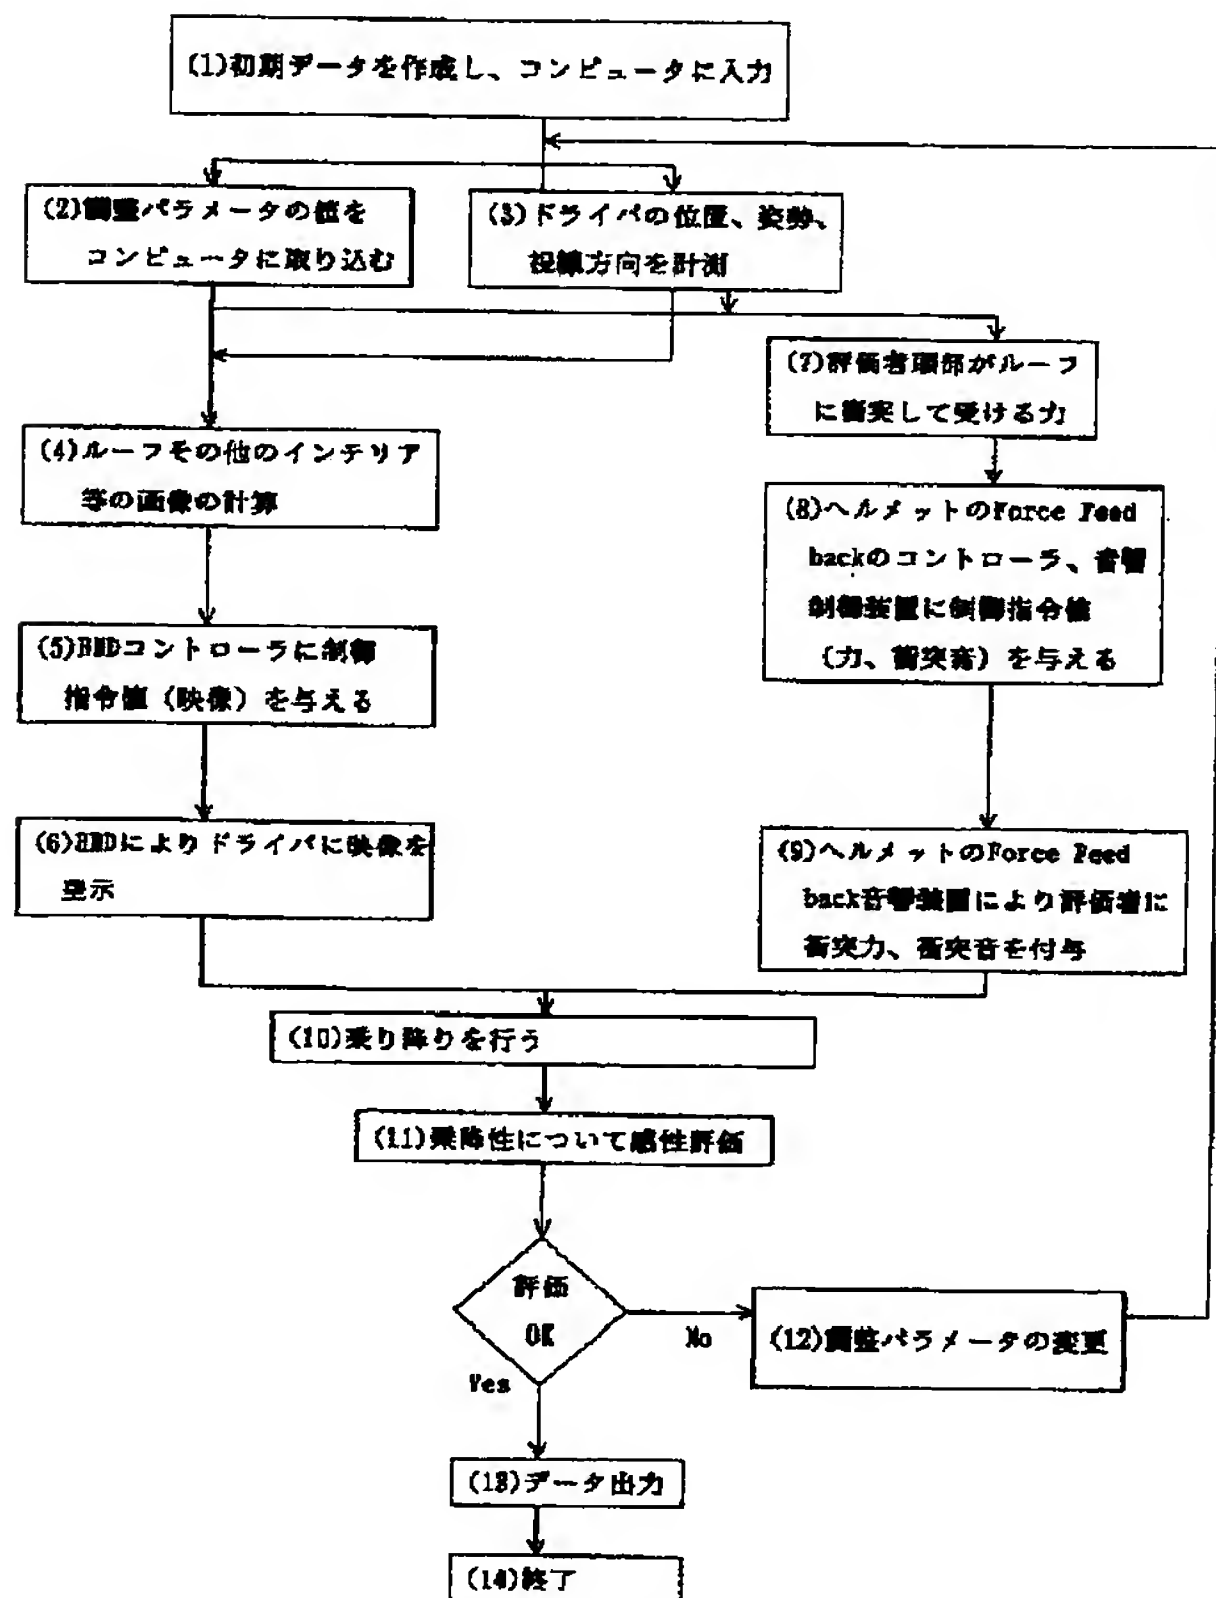 (1)初期データを作成し、コンピュータに入力
(2)調整パラメータの値を
コンピュータに取り込む
(3)ドライバの位置、姿勢、
視線方向を計測
(4)ルーフその他のインテリア
等の画像の計算
(5)HMDコントローラに制御
指令値(映像)を与える
(6)HMDによりドライバに映像を
呈示
(7)評価者頭部がルーフ
に衝突して受ける力
(8)ヘルメットのForce Feed
backのコントローラ、音響
制御装置に制御指令値
(力、衝突音)を与える
(9)ヘルメットのForce Feed
back音響装置により評価者に
衝突力、衝突音を付与
(10)乗り降りを行う
(11)乗降性について感性評価
評価
OK
No
Yes
(12)調整パラメータの変更
(13)データ出力
(14)終了